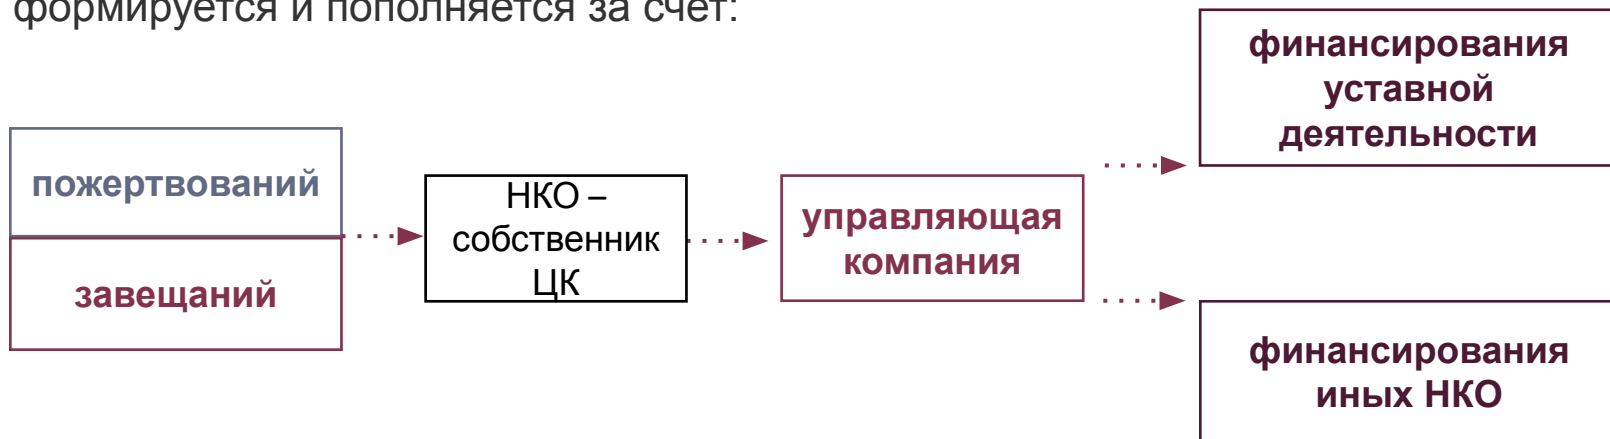 формируется и пополняется за счет:
пожертвований
завещаний
НКО –
собственник
ЦК
управляющая
компания
финансирования
уставной
деятельности
финансирования
иных НКО